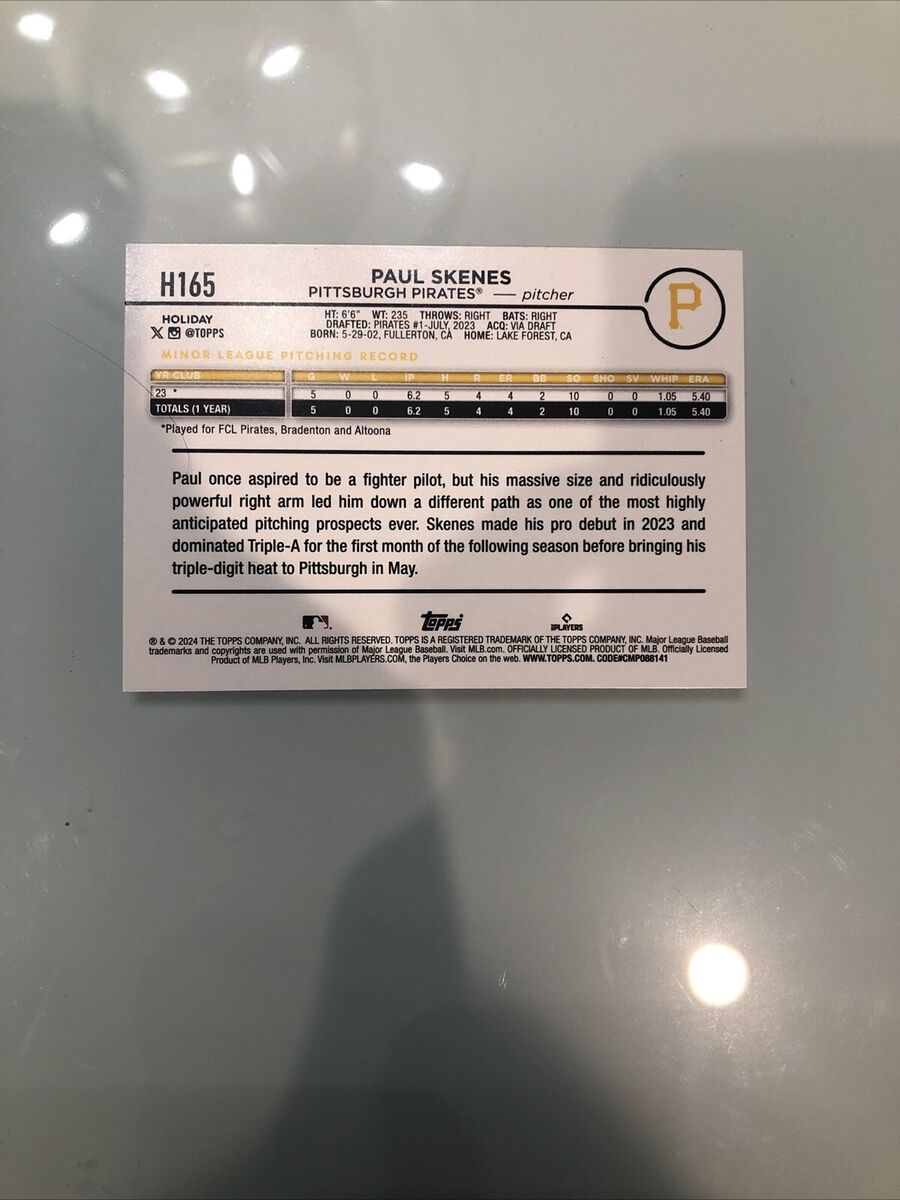 H165
PAUL SKENES
PITTSBURGH PIRATES® — pitcher
P
HOLIDAY
@TOPPS
HT: 6'6" WT: 235 THROWS: RIGHT BATS: RIGHT
DRAFTED: PIRATES #1-JULY, 2023 ACQ: VIA DRAFT
BORN: 5-29-02, FULLERTON, CA HOME: LAKE FOREST, CA
MINOR LEAGUE PITCHING RECORD
YR CLUB G W L IP H R ER BB SO SHO SV WHIP ERA
23 * 5 0 0 6.2 5 4 4 2 10 0 0 1.05 5.40
TOTALS (1 YEAR) 5 0 0 6.2 5 4 4 2 10 0 0 1.05 5.40
*Played for FCL Pirates, Bradenton and Altoona
Paul once aspired to be a fighter pilot, but his massive size and ridiculously
powerful right arm led him down a different path as one of the most highly
anticipated pitching prospects ever. Skenes made his pro debut in 2023 and
dominated Triple-A for the first month of the following season before bringing his
triple-digit heat to Pittsburgh in May.
Topps
PLAYERS
® & © 2024 THE TOPPS COMPANY, INC. ALL RIGHTS RESERVED. TOPPS IS A REGISTERED TRADEMARK OF THE TOPPS COMPANY, INC. Major League Baseball
trademarks and copyrights are used with permission of Major League Baseball. Visit MLB.com. OFFICIALLY LICENSED PRODUCT OF MLB. Officially Licensed
Product of MLB Players, Inc. Visit MLBPLAYERS.COM, the Players Choice on the web. WWW.TOPPS.COM. CODE#CMP088141